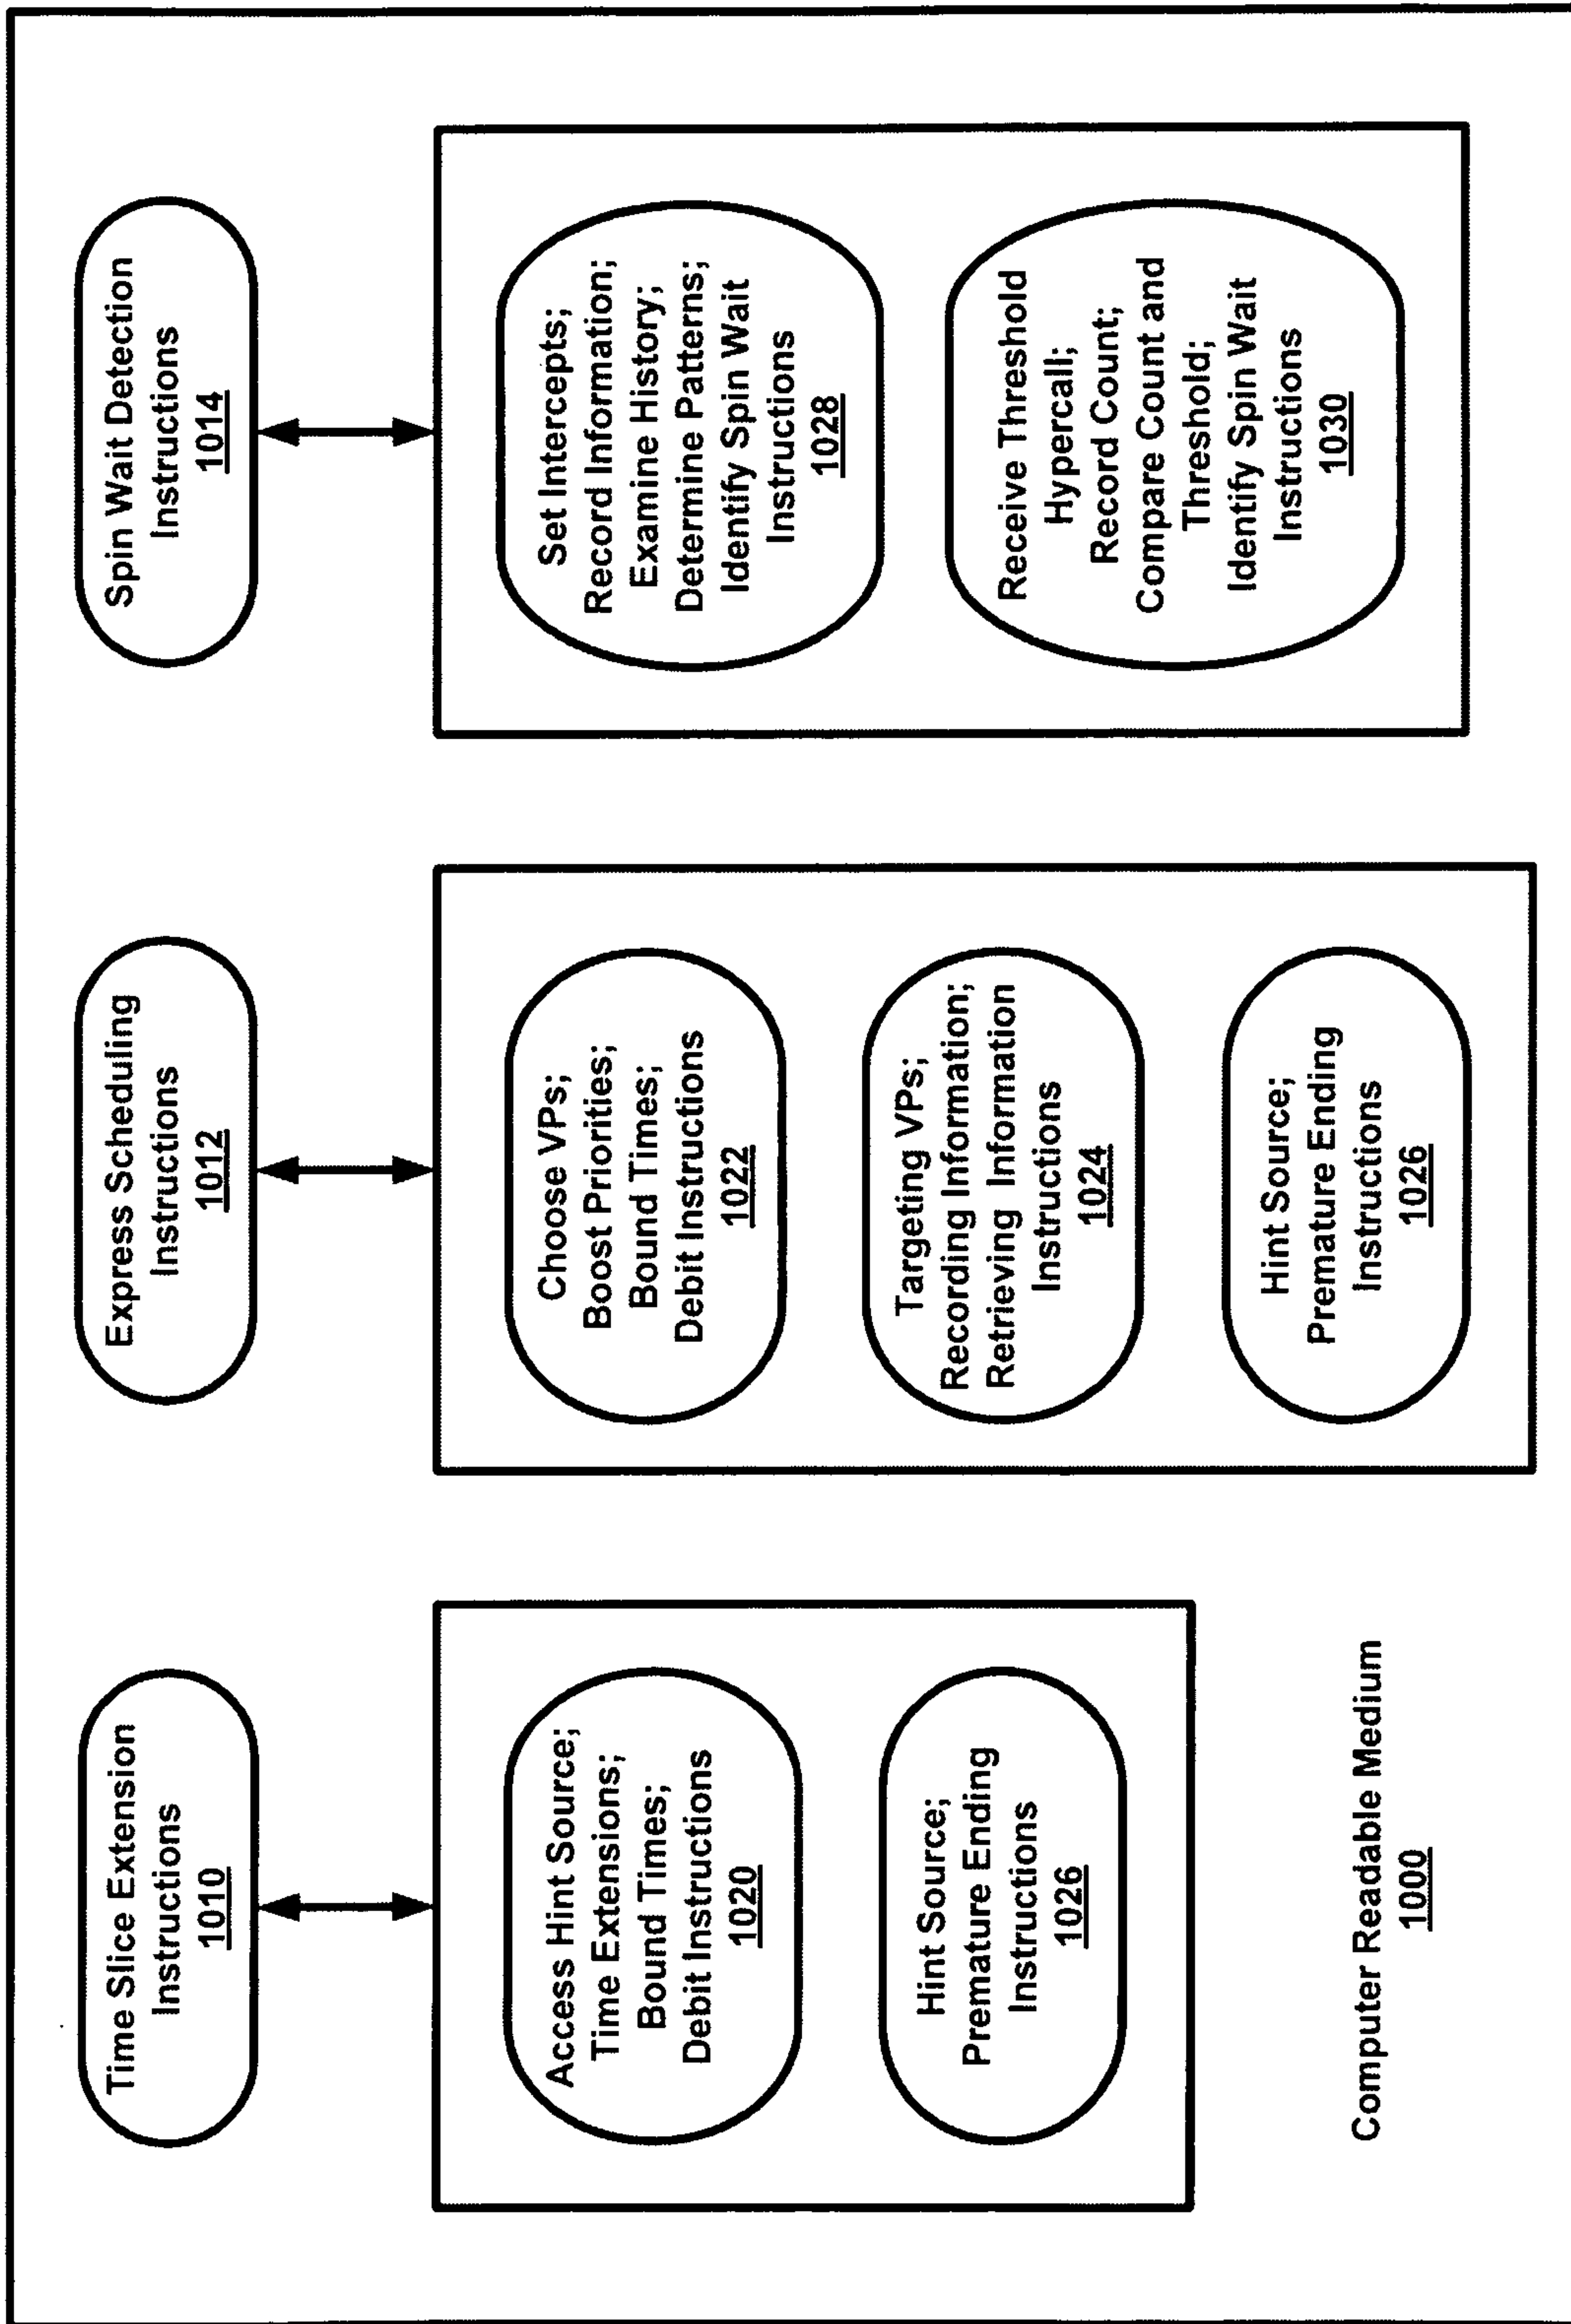 Time Slice Extension
Instructions
1010
Access Hint Source;
Time Extensions;
Bound Times;
Debit Instructions
1020
Hint Source;
Premature Ending
Instructions
1026
Express Scheduling
Instructions
1012
Choose VPs;
Boost Priorities;
Bound Times;
Debit Instructions
1022
Targeting VPs;
Recording Information;
Retrieving Information
Instructions
1024
Hint Source;
Premature Ending
Instructions
1026
Spin Wait Detection
Instructions
1014
Set Intercepts;
Record Information;
Examine History;
Determine Patterns;
Identify Spin Wait
Instructions
1028
Receive Threshold
Hypercall;
Record Count;
Compare Count and
Threshold;
Identify Spin Wait
Instructions
1030
Computer Readable Medium
1000